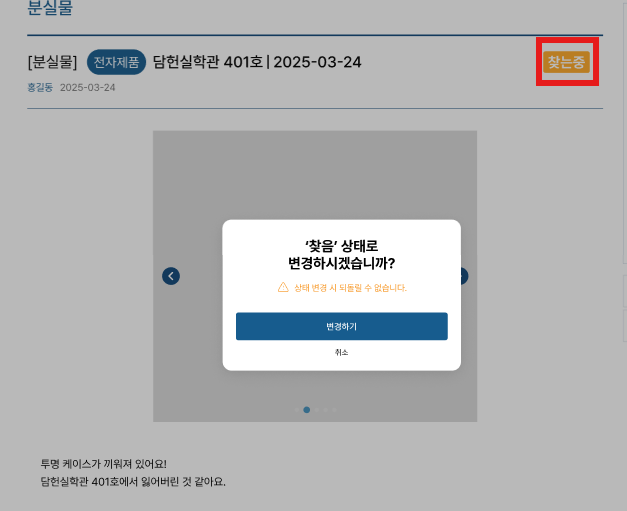 분실물
[분실물] 전자제품 담헌실학관 401호 | 2025-03-24 찾는중
홍길동 2025-03-24
‘찾음’ 상태로
변경하시겠습니까?
상태 변경 시 되돌릴 수 없습니다.
변경하기
취소
투명 케이스가 끼워져 있어요!
담헌실학관 401호에서 잃어버린 것 같아요.